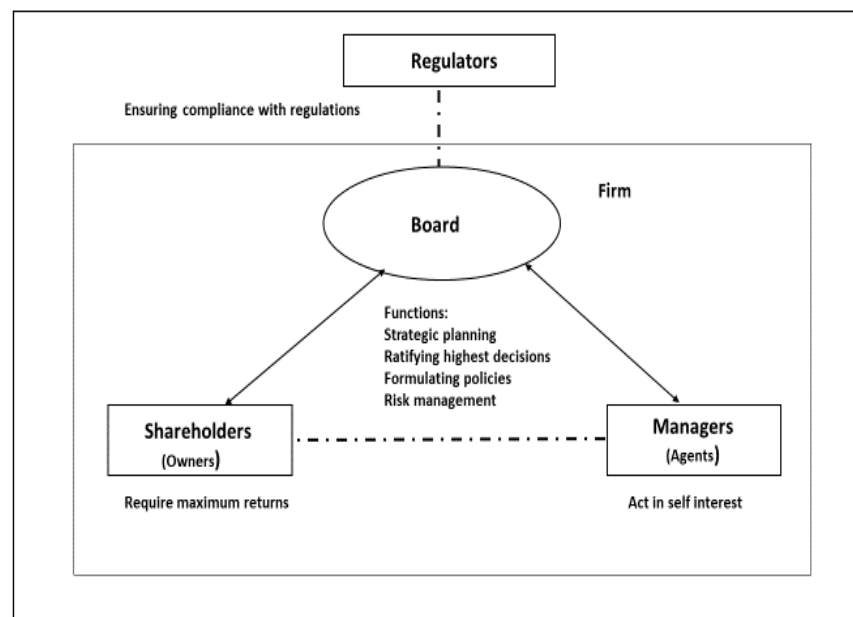 Regulators
Ensuring compliance with regulations
Firm
Board
Functions:
Strategic planning
Ratifying highest decisions
Formulating policies
Risk management
Shareholders
(Owners)
Managers
(Agents)
Require maximum returns
Act in self interest